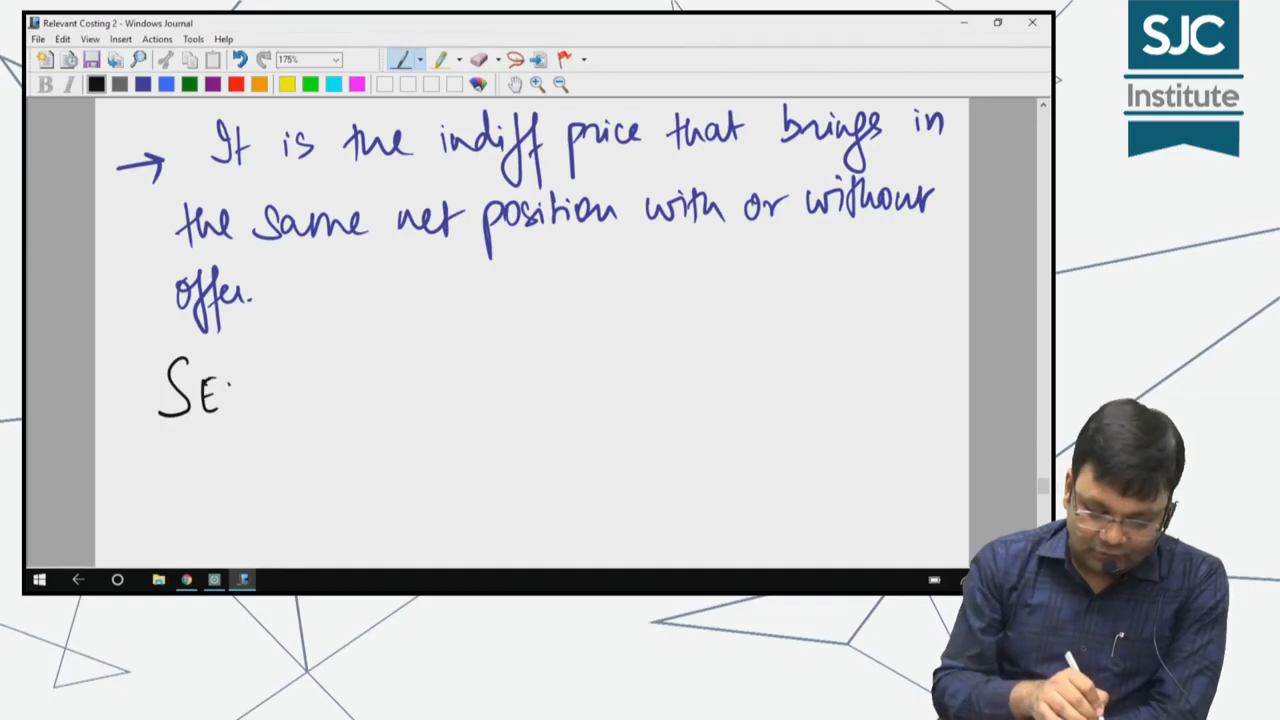 Relevant Costing 2 - Windows Journal
File Edit View Insert Actions Tools Help
175%
B I
→ It is the indiff price that brings in
the same net position with or without
offer.
SE
SJC
Institute